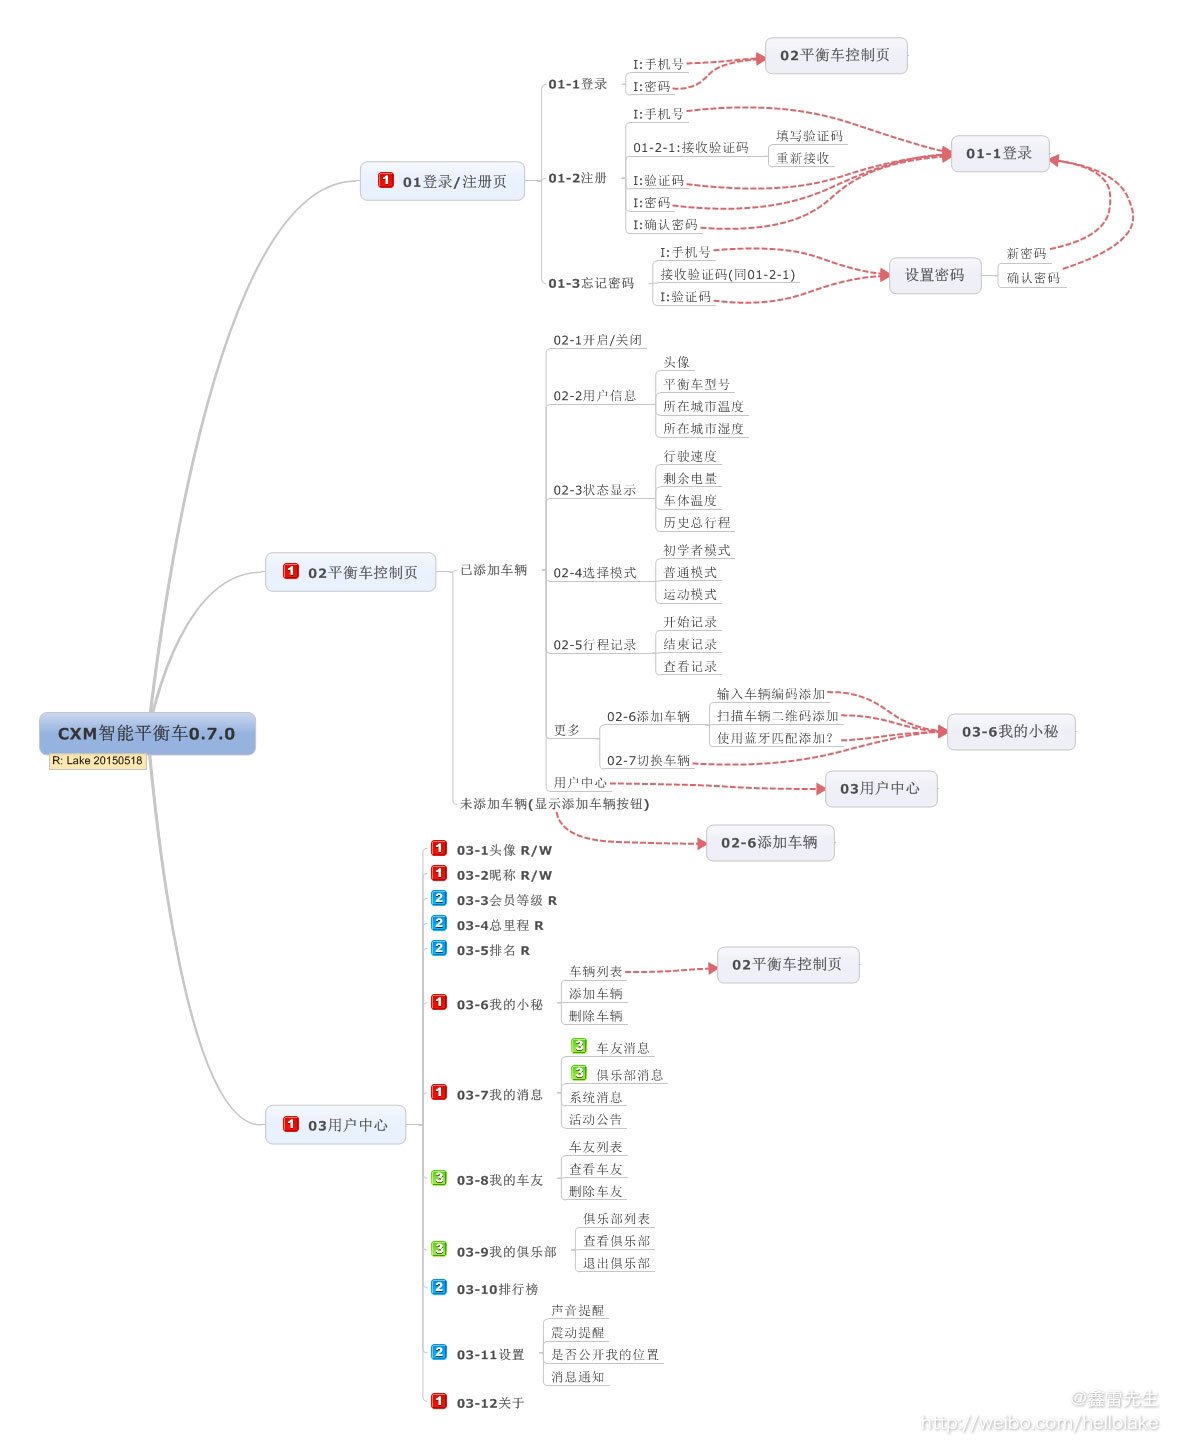 CXM智能平衡车0.7.0
R: Lake 20150518
1 01登录/注册页
01-1登录
I:手机号
I:密码
02平衡车控制页
01-2注册
I:手机号
01-2-1:接收验证码
填写验证码
重新接收
I:验证码
I:密码
I:确认密码
01-1登录
01-3忘记密码
I:手机号
接收验证码(同01-2-1)
I:验证码
设置密码
新密码
确认密码
1 02平衡车控制页
已添加车辆
02-1开启/关闭
02-2用户信息
头像
平衡车型号
所在城市温度
所在城市湿度
02-3状态显示
行驶速度
剩余电量
车体温度
历史总行程
02-4选择模式
初学者模式
普通模式
运动模式
02-5行程记录
开始记录
结束记录
查看记录
更多
02-6添加车辆
输入车辆编码添加
扫描车辆二维码添加
使用蓝牙匹配添加?
02-7切换车辆
03-6我的小秘
用户中心
03用户中心
未添加车辆(显示添加车辆按钮)
02-6添加车辆
1 03用户中心
1 03-1头像 R/W
1 03-2昵称 R/W
2 03-3会员等级 R
2 03-4总里程 R
2 03-5排名 R
1 03-6我的小秘
车辆列表
添加车辆
删除车辆
02平衡车控制页
1 03-7我的消息
3 车友消息
3 俱乐部消息
系统消息
活动公告
3 03-8我的车友
车友列表
查看车友
删除车友
3 03-9我的俱乐部
俱乐部列表
查看俱乐部
退出俱乐部
2 03-10排行榜
2 03-11设置
声音提醒
震动提醒
是否公开我的位置
消息通知
1 03-12关于
@鑫雷先生
http://weibo.com/hellolake